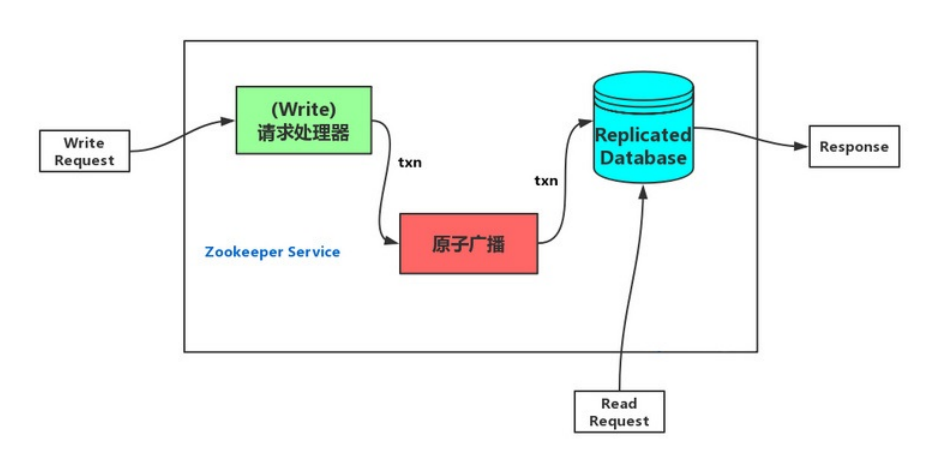 (Write)
请求处理器
Write
Request
txn
txn
Replicated
Database
Response
原子广播
Zookeeper Service
Read
Request